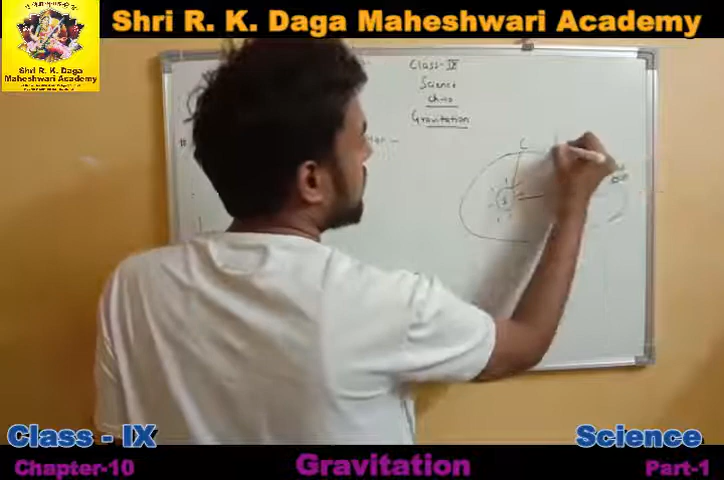 Shri R. K. Daga Maheshwari Academy
Shri R.K. Daga
Maheshwari Academy
Class-IX
Science
Ch-10
Gravitation
C
Class - IX
Science
Chapter-10
Gravitation
Part-1